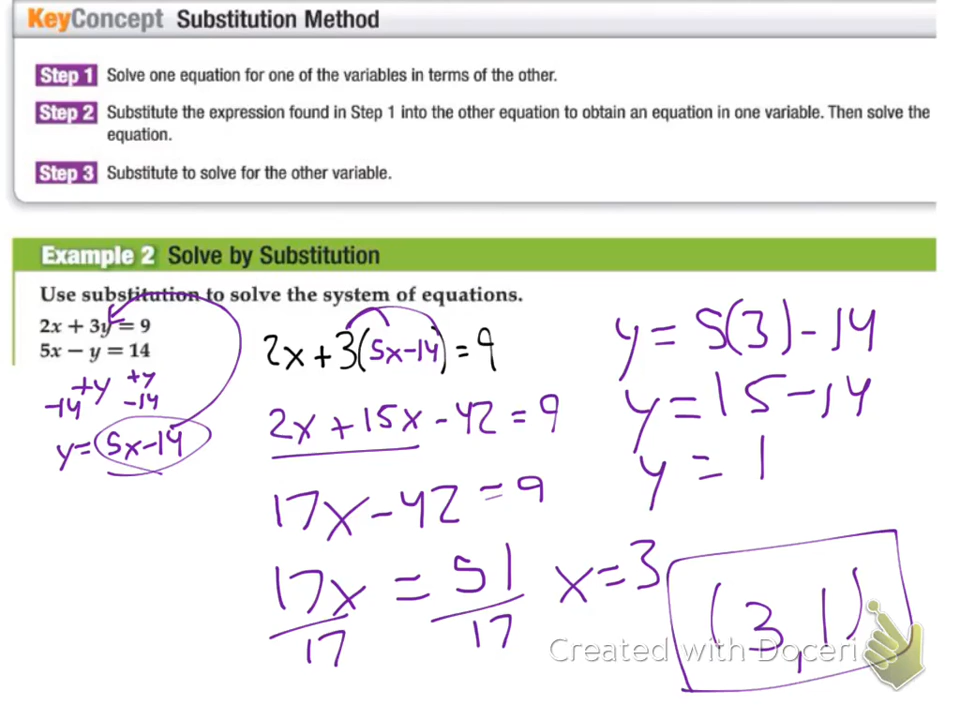 KeyConcept Substitution Method
Step 1 Solve one equation for one of the variables in terms of the other.
Step 2 Substitute the expression found in Step 1 into the other equation to obtain an equation in one variable. Then solve the
equation.
Step 3 Substitute to solve for the other variable.
Example 2 Solve by Substitution
Use substitution to solve the system of equations.
2x + 3y = 9
5x − y = 14
+y +y
-14 -14
y = 5x-14
2x + 3(5x-14) = 9
2x + 15x - 42 = 9
17x - 42 = 9
17x = 51
17 17
x = 3
y = 5(3) - 14
y = 15 - 14
y = 1
(3, 1)
Created with Doceri